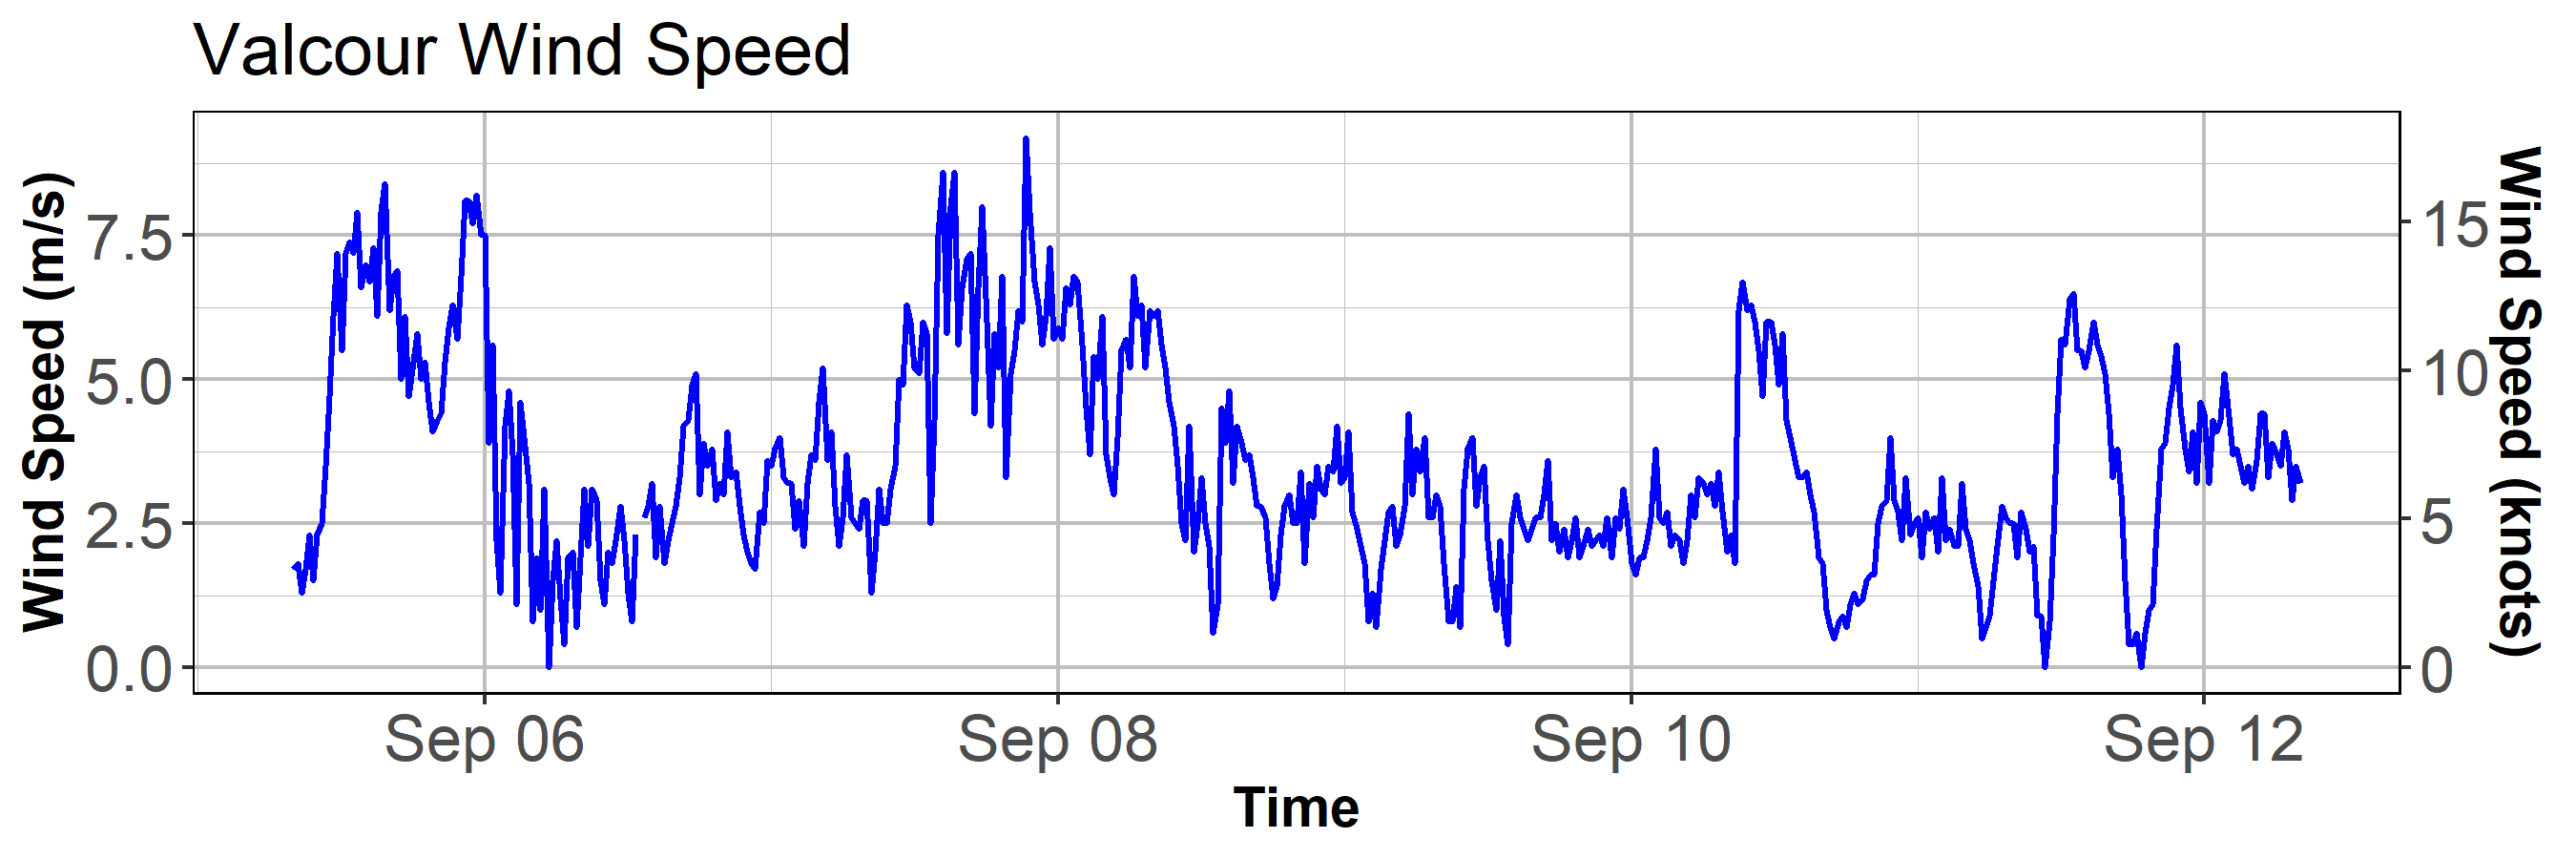 Valcour Wind Speed
Wind Speed (m/s)
7.5
5.0
2.5
0.0
15
10
5
0
Wind Speed (knots)
Sep 06
Sep 08
Sep 10
Sep 12
Time